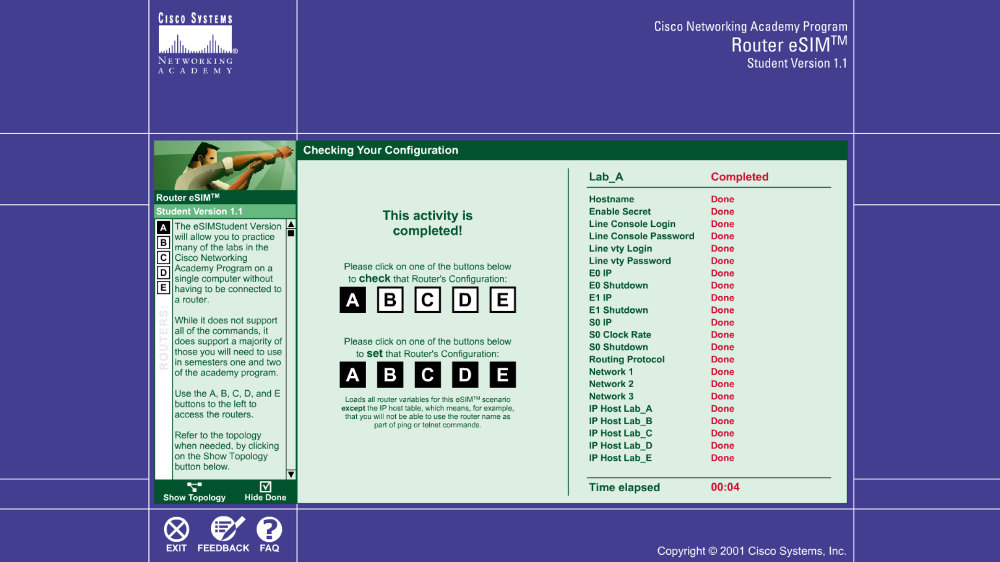 CISCO SYSTEMS
®
NETWORKING
ACADEMY
Cisco Networking Academy Program
Router eSIM™
Student Version 1.1
Router eSIM™
Student Version 1.1
A
B
C
D
E
ROUTERS:
The eSIMStudent Version
will allow you to practice
many of the labs in the
Cisco Networking
Academy Program on a
single computer without
having to be connected to
a router.
While it does not support
all of the commands, it
does support a majority of
those you will need to use
in semesters one and two
of the academy program.
Use the A, B, C, D, and E
buttons to the left to
access the routers.
Refer to the topology
when needed, by clicking
on the Show Topology
button below.
Show Topology
Hide Done
Checking Your Configuration
This activity is
completed!
Please click on one of the buttons below
to check that Router's Configuration:
A B C D E
Please click on one of the buttons below
to set that Router's Configuration:
A B C D E
Loads all router variables for this eSIM™ scenario
except the IP host table, which means, for example,
that you will not be able to use the router name as
part of ping or telnet commands.
Lab_A Completed
Hostname Done
Enable Secret Done
Line Console Login Done
Line Console Password Done
Line vty Login Done
Line vty Password Done
E0 IP Done
E0 Shutdown Done
E1 IP Done
E1 Shutdown Done
S0 IP Done
S0 Clock Rate Done
S0 Shutdown Done
Routing Protocol Done
Network 1 Done
Network 2 Done
Network 3 Done
IP Host Lab_A Done
IP Host Lab_B Done
IP Host Lab_C Done
IP Host Lab_D Done
IP Host Lab_E Done
Time elapsed 00:04
EXIT
FEEDBACK
?
FAQ
Copyright © 2001 Cisco Systems, Inc.